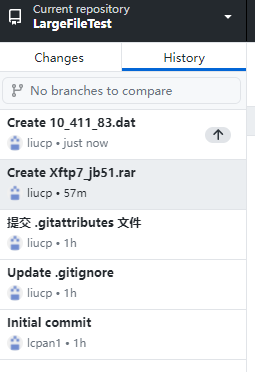 Current repository
LargeFileTest
Changes
History
No branches to compare
Create 10_411_83.dat
liucp • just now
Create Xftp7_jb51.rar
liucp • 57m
提交 .gitattributes 文件
liucp • 1h
Update .gitignore
liucp • 1h
Initial commit
lcpan1 • 1h